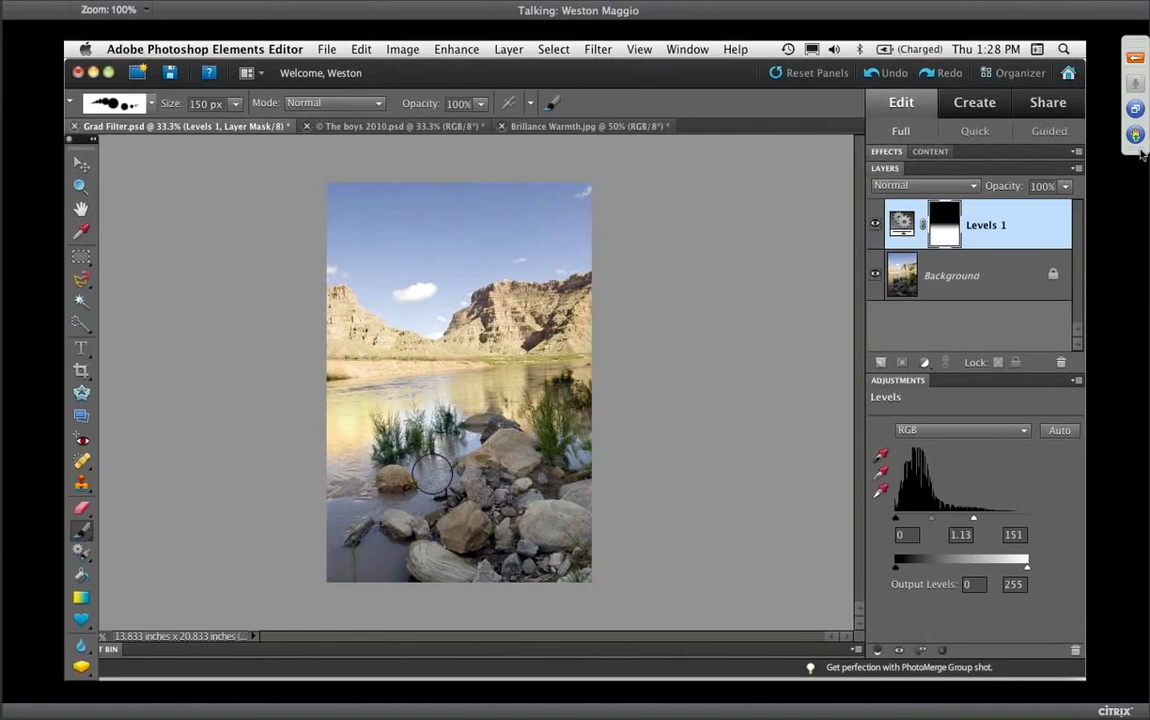 Zoom: 100%
Talking: Weston Maggio
Adobe Photoshop Elements Editor File Edit Image Enhance Layer Select Filter View Window Help (Charged) Thu 1:28 PM
Welcome, Weston Reset Panels Undo Redo Organizer
Size: 150 px Mode: Normal Opacity: 100%
Edit Create Share
Grad Filter.psd @ 33.3% (Levels 1, Layer Mask/8) * © The boys 2010.psd @ 33.3% (RGB/8*) * Brillance Warmth.jpg @ 50% (RGB/8*) *
Full Quick Guided
EFFECTS CONTENT
LAYERS
Normal Opacity: 100%
Levels 1
Background
Lock:
ADJUSTMENTS
Levels
RGB Auto
0 1.13 151
Output Levels: 0 255
% 13.833 inches x 20.833 inches (...
T BIN
Get perfection with PhotoMerge Group shot.
CITRIX